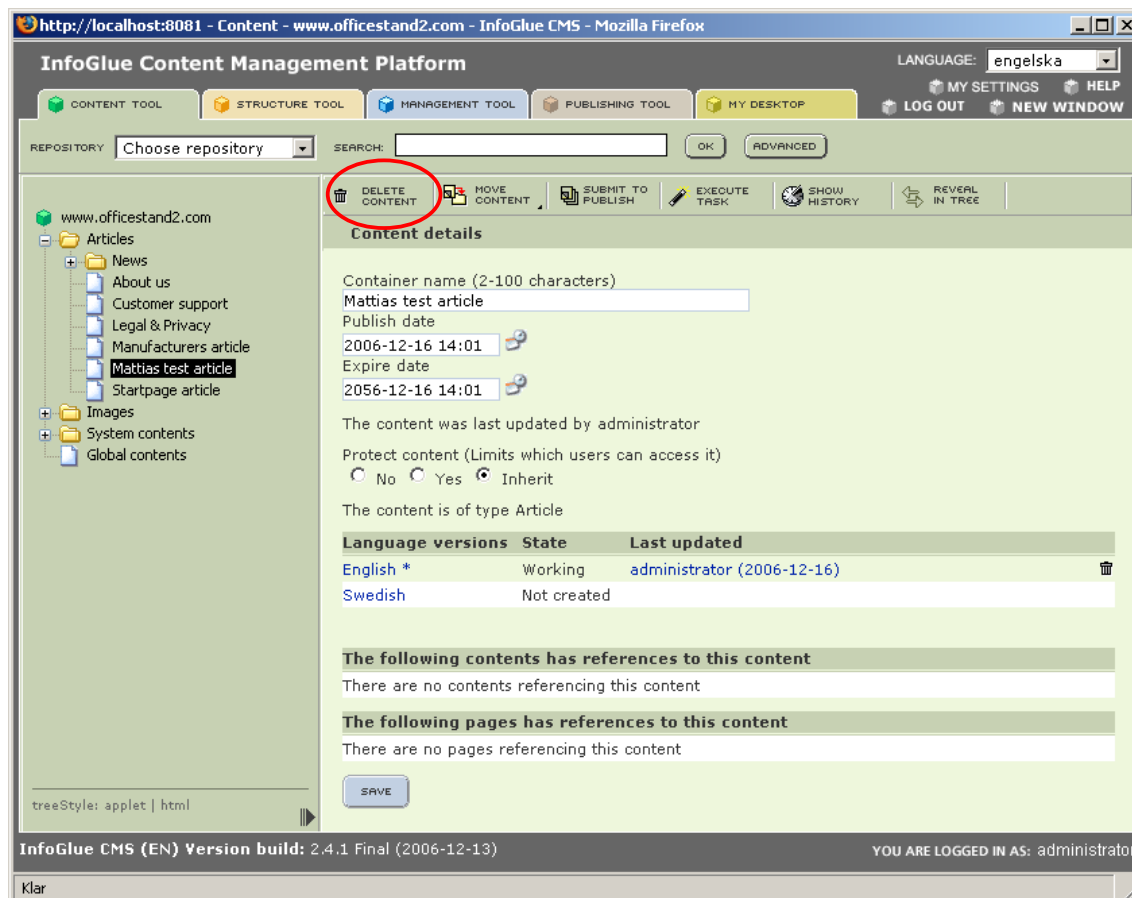 http://localhost:8081 - Content - www.officestand2.com - InfoGlue CMS - Mozilla Firefox
InfoGlue Content Management Platform
LANGUAGE: engelska
MY SETTINGS HELP
LOG OUT NEW WINDOW
CONTENT TOOL STRUCTURE TOOL MANAGEMENT TOOL PUBLISHING TOOL MY DESKTOP
REPOSITORY Choose repository SEARCH: OK ADVANCED
DELETE CONTENT MOVE CONTENT SUBMIT TO PUBLISH EXECUTE TASK SHOW HISTORY REVEAL IN TREE
www.officestand2.com
Articles
News
About us
Customer support
Legal & Privacy
Manufacturers article
Mattias test article
Startpage article
Images
System contents
Global contents
treeStyle: applet | html
Content details
Container name (2-100 characters)
Mattias test article
Publish date
2006-12-16 14:01
Expire date
2056-12-16 14:01
The content was last updated by administrator
Protect content (Limits which users can access it)
No Yes Inherit
The content is of type Article
Language versions State Last updated
English * Working administrator (2006-12-16)
Swedish Not created
The following contents has references to this content
There are no contents referencing this content
The following pages has references to this content
There are no pages referencing this content
SAVE
InfoGlue CMS (EN) Version build: 2.4.1 Final (2006-12-13) YOU ARE LOGGED IN AS: administrator
Klar